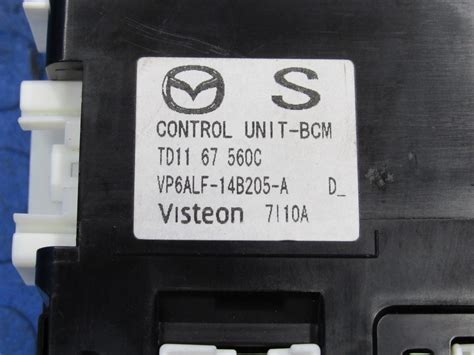 S
CONTROL UNIT-BCM
TD11 67 560C
VP6ALF-14B205-A D_
Visteon 7I10A